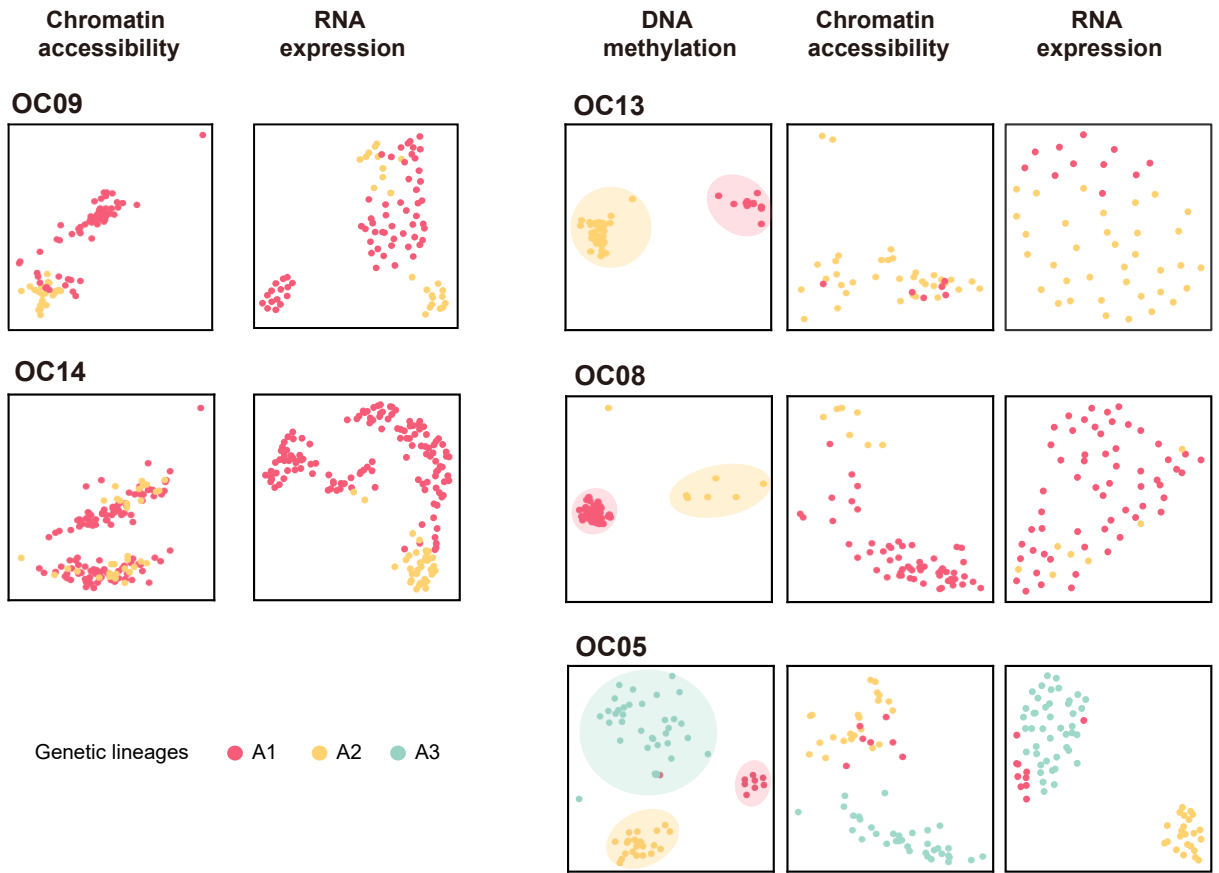 Chromatin
accessibility
RNA
expression
DNA
methylation
Chromatin
accessibility
RNA
expression
OC09
OC13
OC14
OC08
OC05
Genetic lineages A1 A2 A3